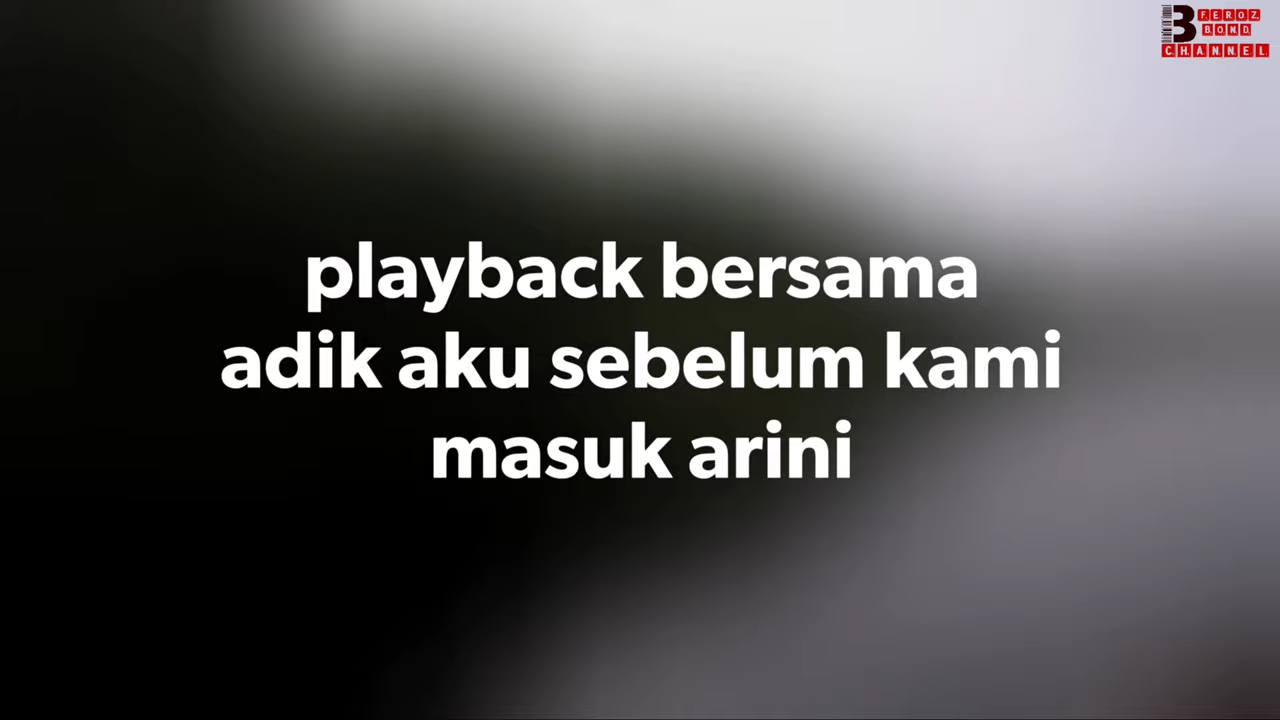 FEROZ
BOND
CHANNEL
playback bersama
adik aku sebelum kami
masuk arini